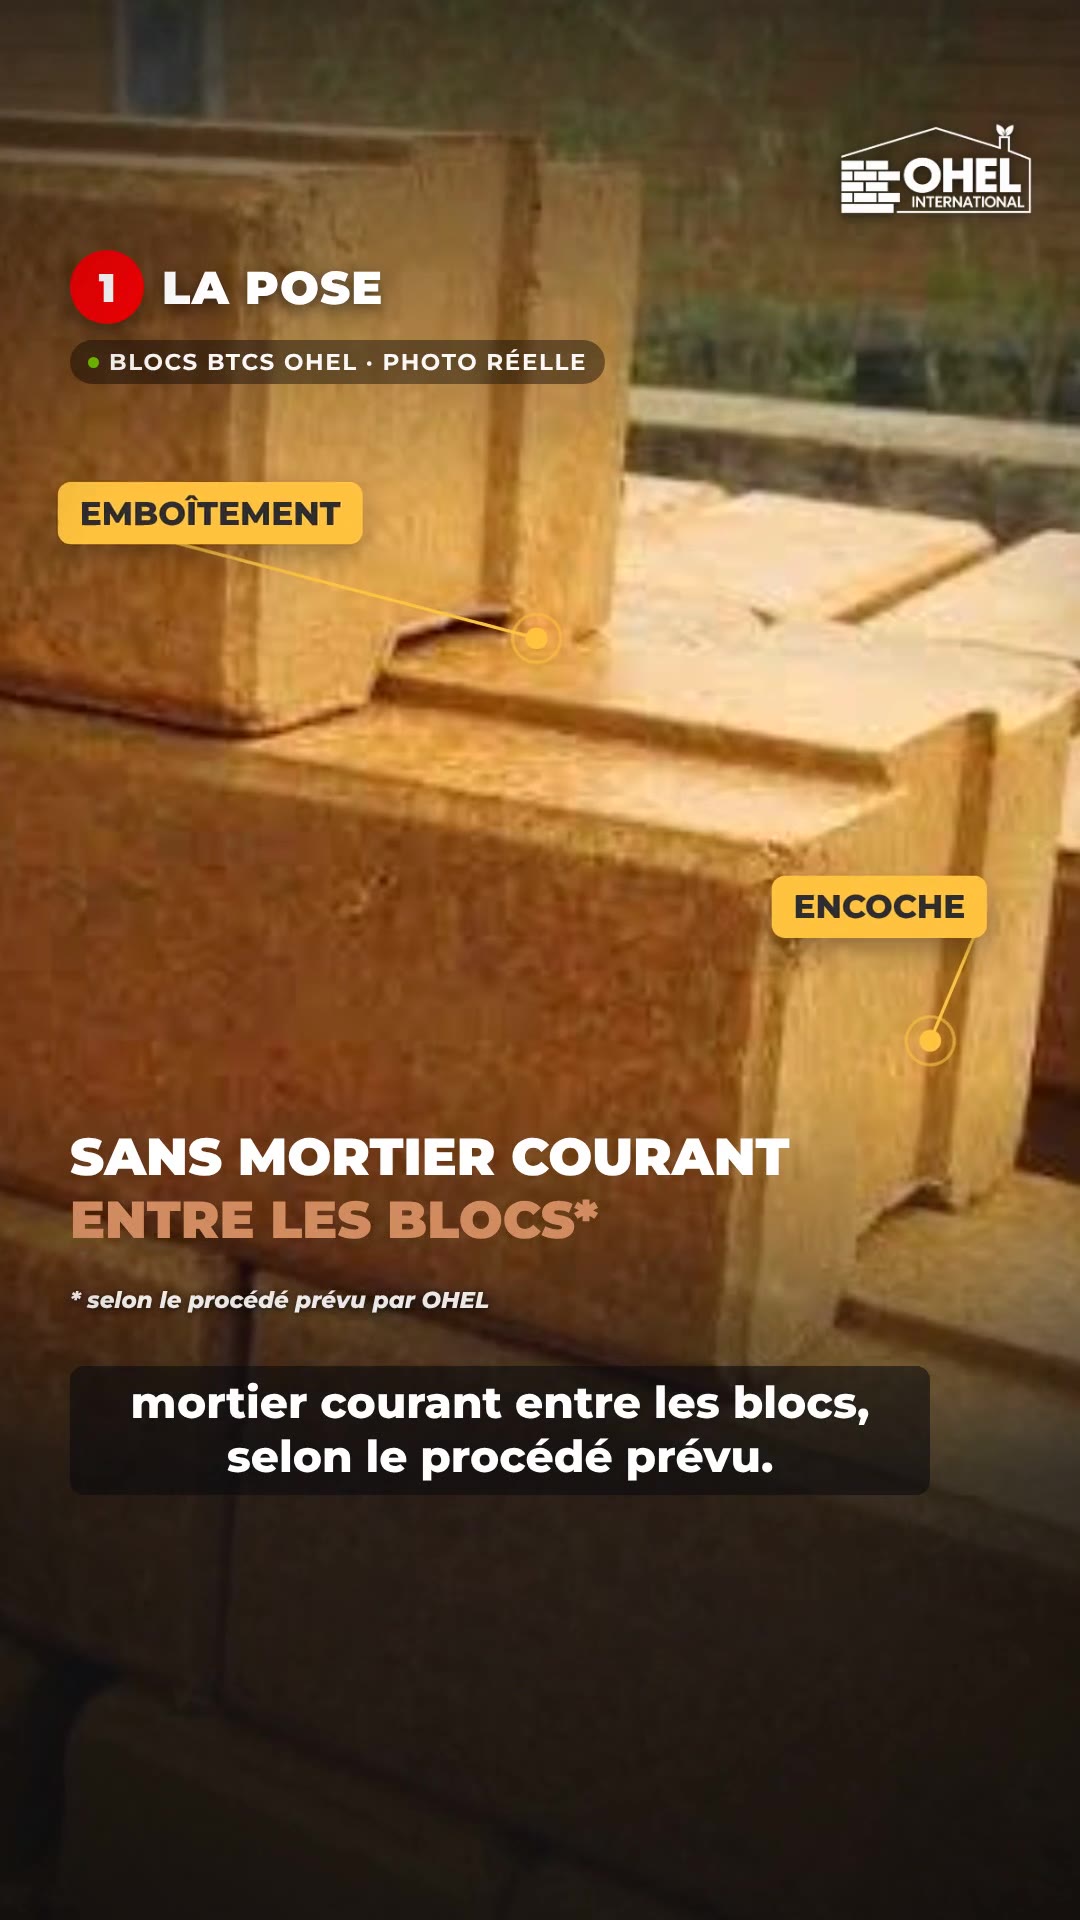 OHEL
INTERNATIONAL
1 LA POSE
BLOCS BTCS OHEL · PHOTO RÉELLE
EMBOÎTEMENT
ENCOCHE
SANS MORTIER COURANT
ENTRE LES BLOCS*
* selon le procédé prévu par OHEL
mortier courant entre les blocs,
selon le procédé prévu.